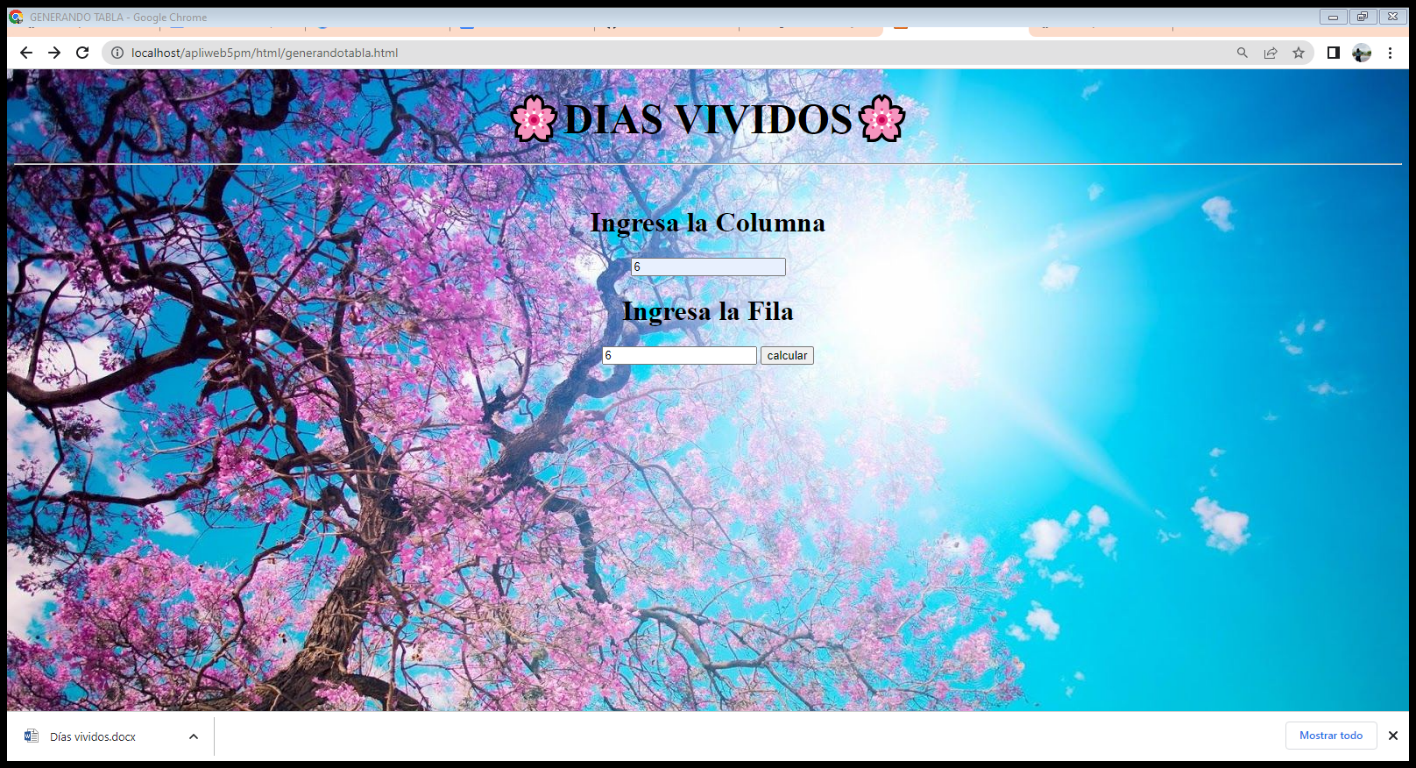 GENERANDO TABLA - Google Chrome
localhost/apliweb5pm/html/generandotabla.html
🌸DIAS VIVIDOS🌸
Ingresa la Columna
6
Ingresa la Fila
6 calcular
Días vividos.docx
Mostrar todo